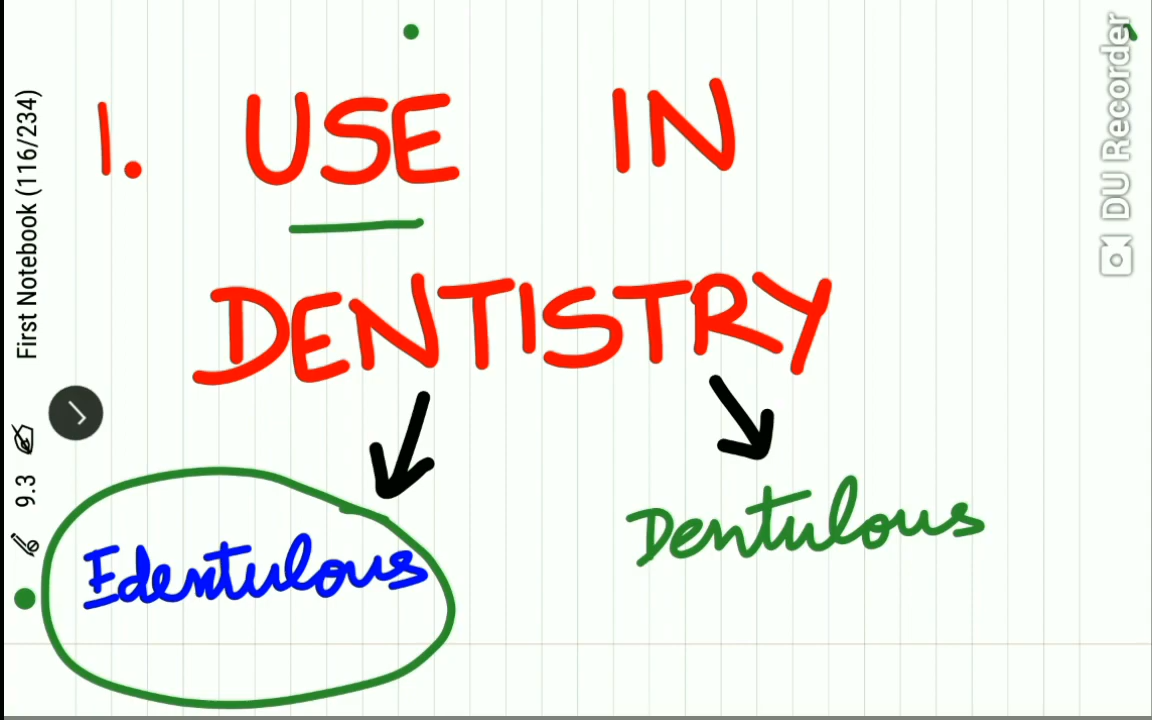 1. USE IN
DENTISTRY
Edentulous
Dentulous
First Notebook (116/234)
9.3
DU Recorder